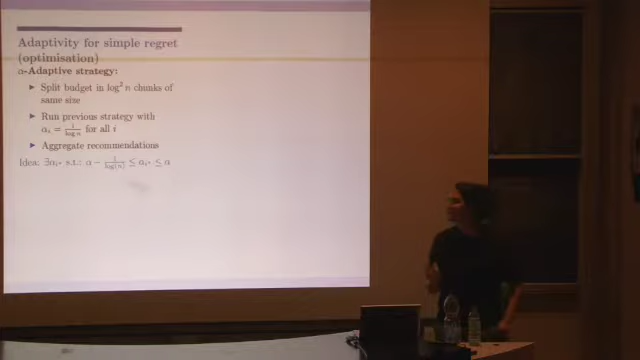 Adaptivity for simple regret
(optimisation)
α-Adaptive strategy:
▶ Split budget in log² n chunks of
same size
▶ Run previous strategy with
αᵢ = 1/log n for all i
▶ Aggregate recommendations
Idea: ∃αᵢ* s.t.: α − 1/log(n) ≤ αᵢ* ≤ α